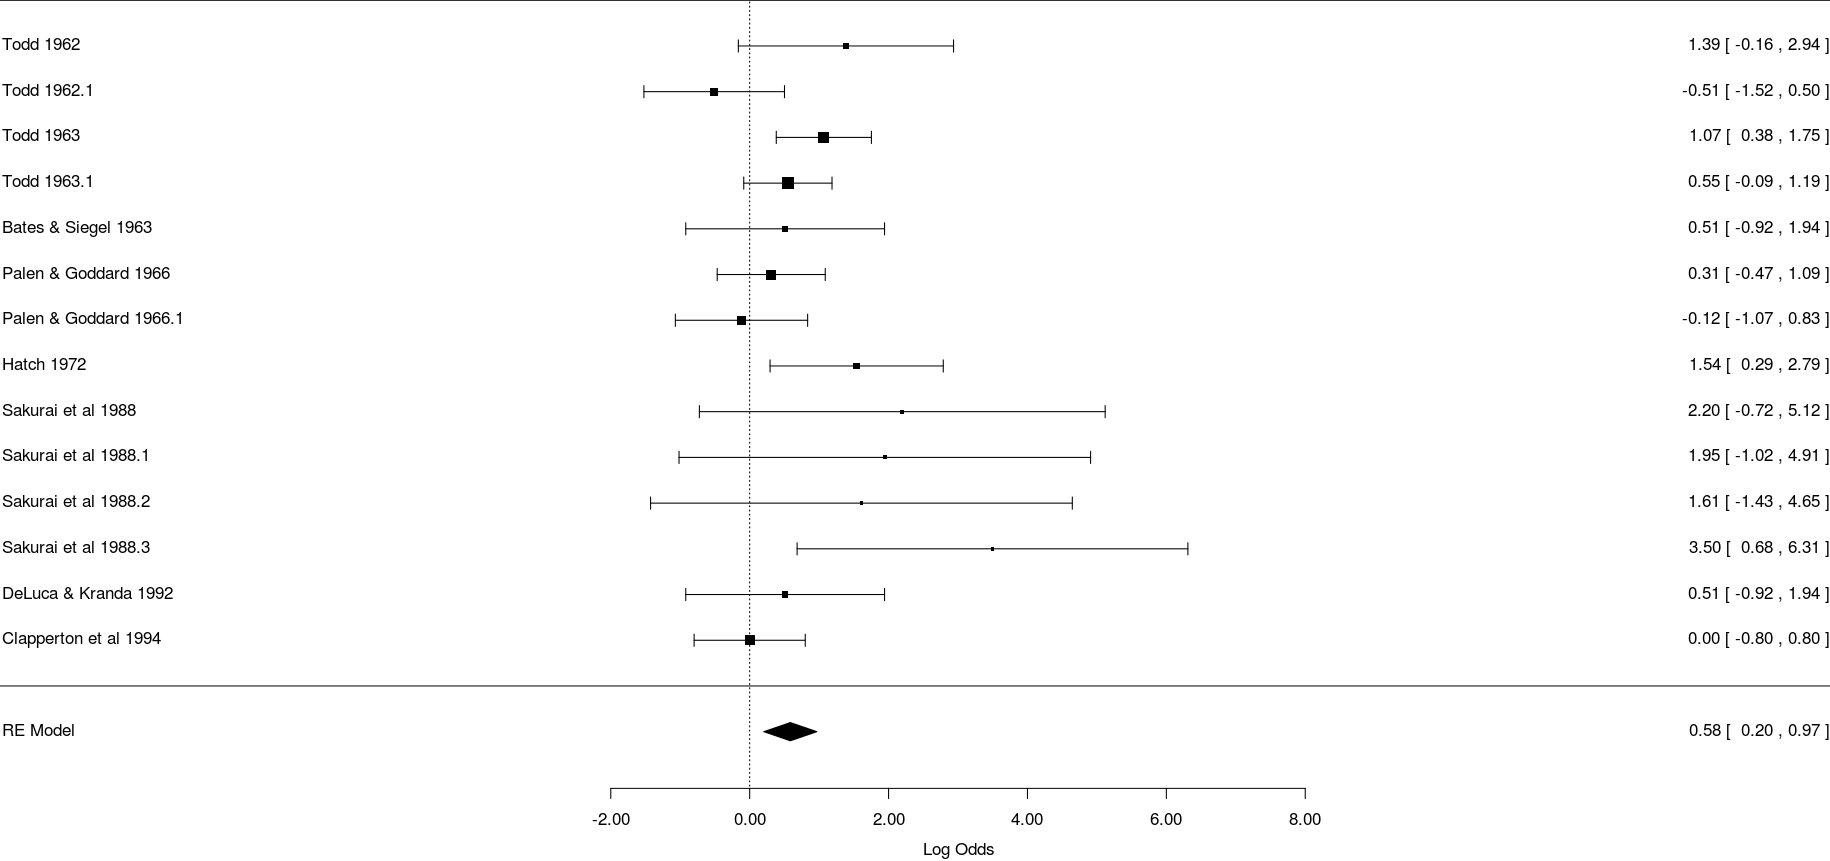 Todd 1962 1.39 [ -0.16 , 2.94 ]
Todd 1962.1 -0.51 [ -1.52 , 0.50 ]
Todd 1963 1.07 [ 0.38 , 1.75 ]
Todd 1963.1 0.55 [ -0.09 , 1.19 ]
Bates & Siegel 1963 0.51 [ -0.92 , 1.94 ]
Palen & Goddard 1966 0.31 [ -0.47 , 1.09 ]
Palen & Goddard 1966.1 -0.12 [ -1.07 , 0.83 ]
Hatch 1972 1.54 [ 0.29 , 2.79 ]
Sakurai et al 1988 2.20 [ -0.72 , 5.12 ]
Sakurai et al 1988.1 1.95 [ -1.02 , 4.91 ]
Sakurai et al 1988.2 1.61 [ -1.43 , 4.65 ]
Sakurai et al 1988.3 3.50 [ 0.68 , 6.31 ]
DeLuca & Kranda 1992 0.51 [ -0.92 , 1.94 ]
Clapperton et al 1994 0.00 [ -0.80 , 0.80 ]
RE Model 0.58 [ 0.20 , 0.97 ]
-2.00 0.00 2.00 4.00 6.00 8.00
Log Odds